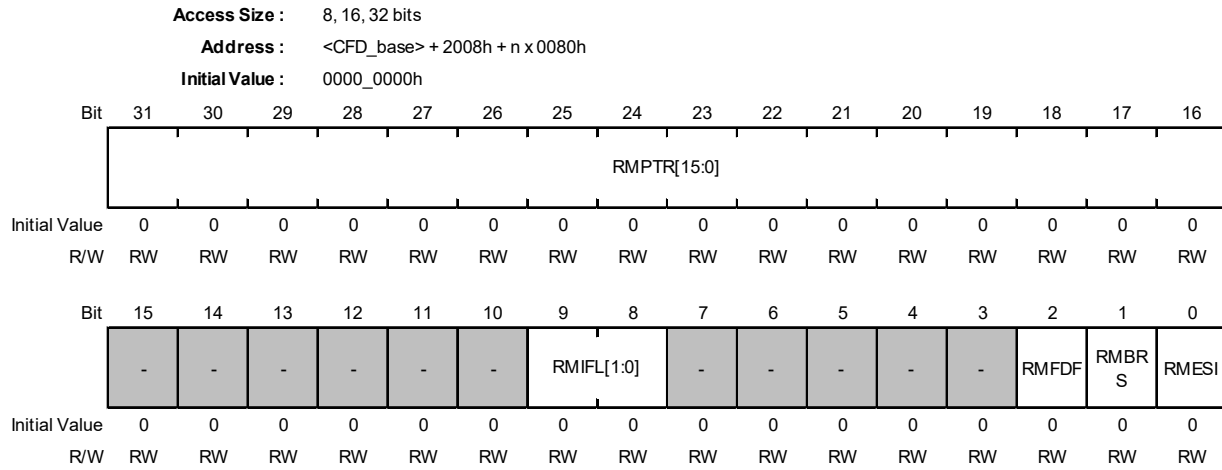 Access Size : 8, 16, 32 bits
Address : <CFD_base> + 2008h + n x 0080h
Initial Value : 0000_0000h
Bit 31 30 29 28 27 26 25 24 23 22 21 20 19 18 17 16
RMPTR[15:0]
Initial Value 0 0 0 0 0 0 0 0 0 0 0 0 0 0 0 0
R/W RW RW RW RW RW RW RW RW RW RW RW RW RW RW RW RW
Bit 15 14 13 12 11 10 9 8 7 6 5 4 3 2 1 0
- - - - - - RMIFL[1:0] - - - - - RMFDF RMBR RMESI
S
Initial Value 0 0 0 0 0 0 0 0 0 0 0 0 0 0 0 0
R/W RW RW RW RW RW RW RW RW RW RW RW RW RW RW RW RW